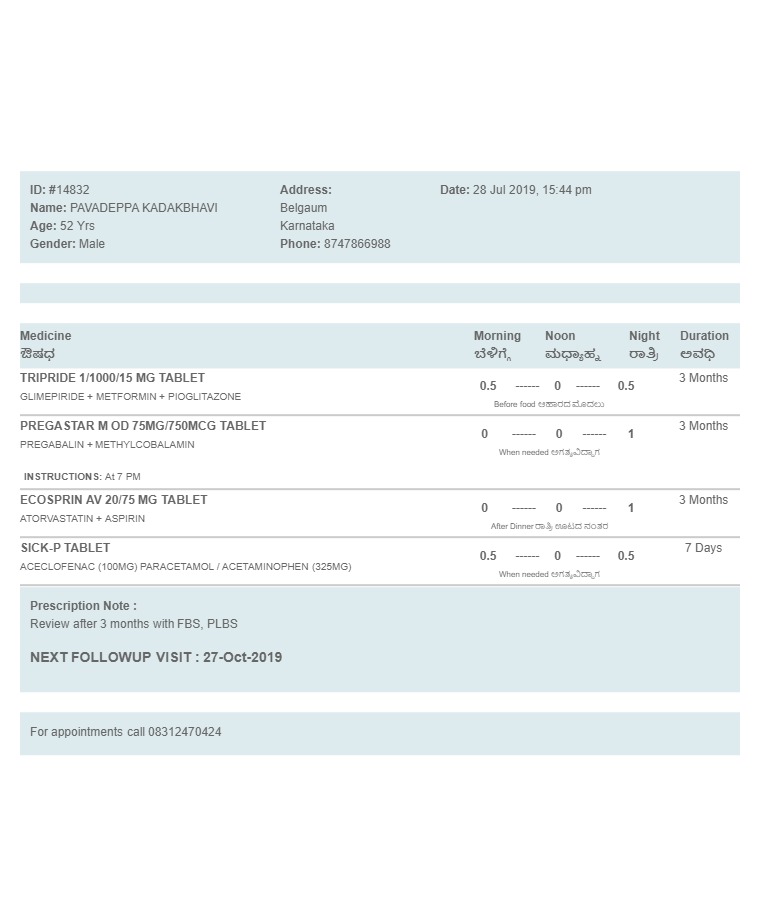 ID: #14832
Name: PAVADEPPA KADAKBHAVI
Age: 52 Yrs
Gender: Male
Address:
Belgaum
Karnataka
Phone: 8747866988
Date: 28 Jul 2019, 15:44 pm
Medicine Morning Noon Night Duration
ಔಷಧ ಬೆಳಿಗ್ಗೆ ಮಧ್ಯಾಹ್ನ ರಾತ್ರಿ ಅವಧಿ
TRIPRIDE 1/1000/15 MG TABLET 0.5 ------ 0 ------ 0.5 3 Months
GLIMEPIRIDE + METFORMIN + PIOGLITAZONE
Before food ಆಹಾರದ ಮೊದಲು
PREGASTAR M OD 75MG/750MCG TABLET 0 ------ 0 ------ 1 3 Months
PREGABALIN + METHYLCOBALAMIN
When needed ಅಗತ್ಯವಿದ್ದಾಗ
INSTRUCTIONS: At 7 PM
ECOSPRIN AV 20/75 MG TABLET 0 ------ 0 ------ 1 3 Months
ATORVASTATIN + ASPIRIN
After Dinner ರಾತ್ರಿ ಊಟದ ನಂತರ
SICK-P TABLET 0.5 ------ 0 ------ 0.5 7 Days
ACECLOFENAC (100MG) PARACETAMOL / ACETAMINOPHEN (325MG)
When needed ಅಗತ್ಯವಿದ್ದಾಗ
Prescription Note :
Review after 3 months with FBS, PLBS
NEXT FOLLOWUP VISIT : 27-Oct-2019
For appointments call 08312470424